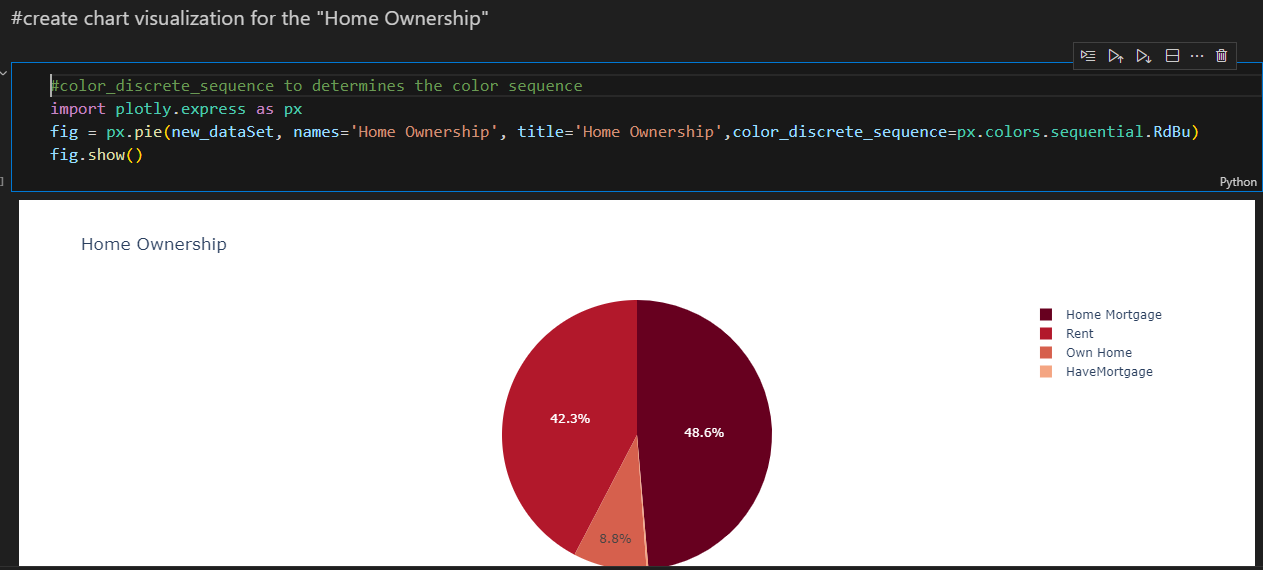 #create chart visualization for the "Home Ownership"
#color_discrete_sequence to determines the color sequence
import plotly.express as px
fig = px.pie(new_dataSet, names='Home Ownership', title='Home Ownership',color_discrete_sequence=px.colors.sequential.RdBu)
fig.show()
Python
Home Ownership
Home Mortgage
Rent
Own Home
HaveMortgage
42.3%
48.6%
8.8%